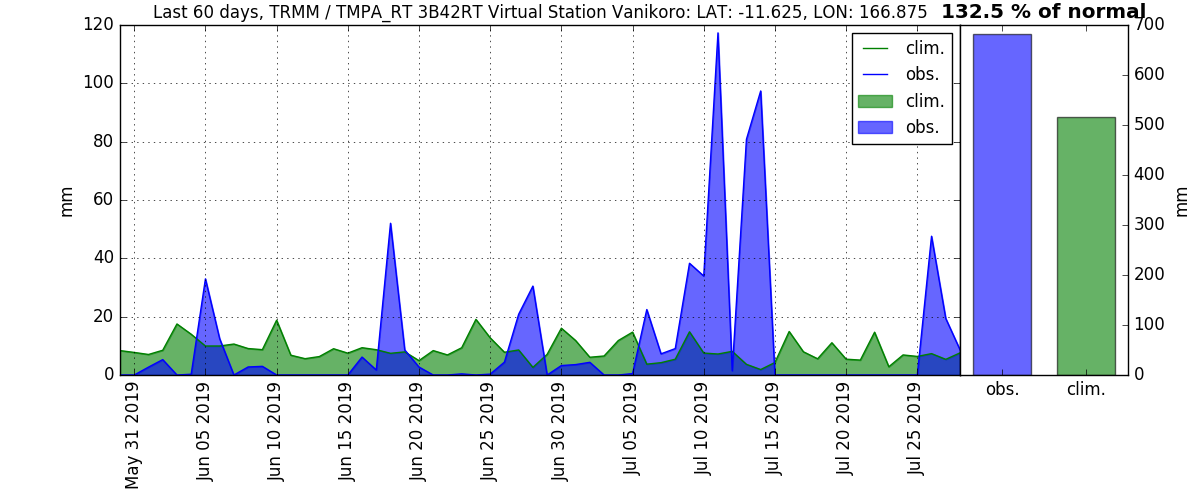 Last 60 days, TRMM / TMPA_RT 3B42RT Virtual Station Vanikoro: LAT: -11.625, LON: 166.875 132.5 % of normal
120
100
80
60
40
20
0
mm
clim.
obs.
clim.
obs.
May 31 2019
Jun 05 2019
Jun 10 2019
Jun 15 2019
Jun 20 2019
Jun 25 2019
Jun 30 2019
Jul 05 2019
Jul 10 2019
Jul 15 2019
Jul 20 2019
Jul 25 2019
700
600
500
400
300
200
100
0
mm
obs.
clim.